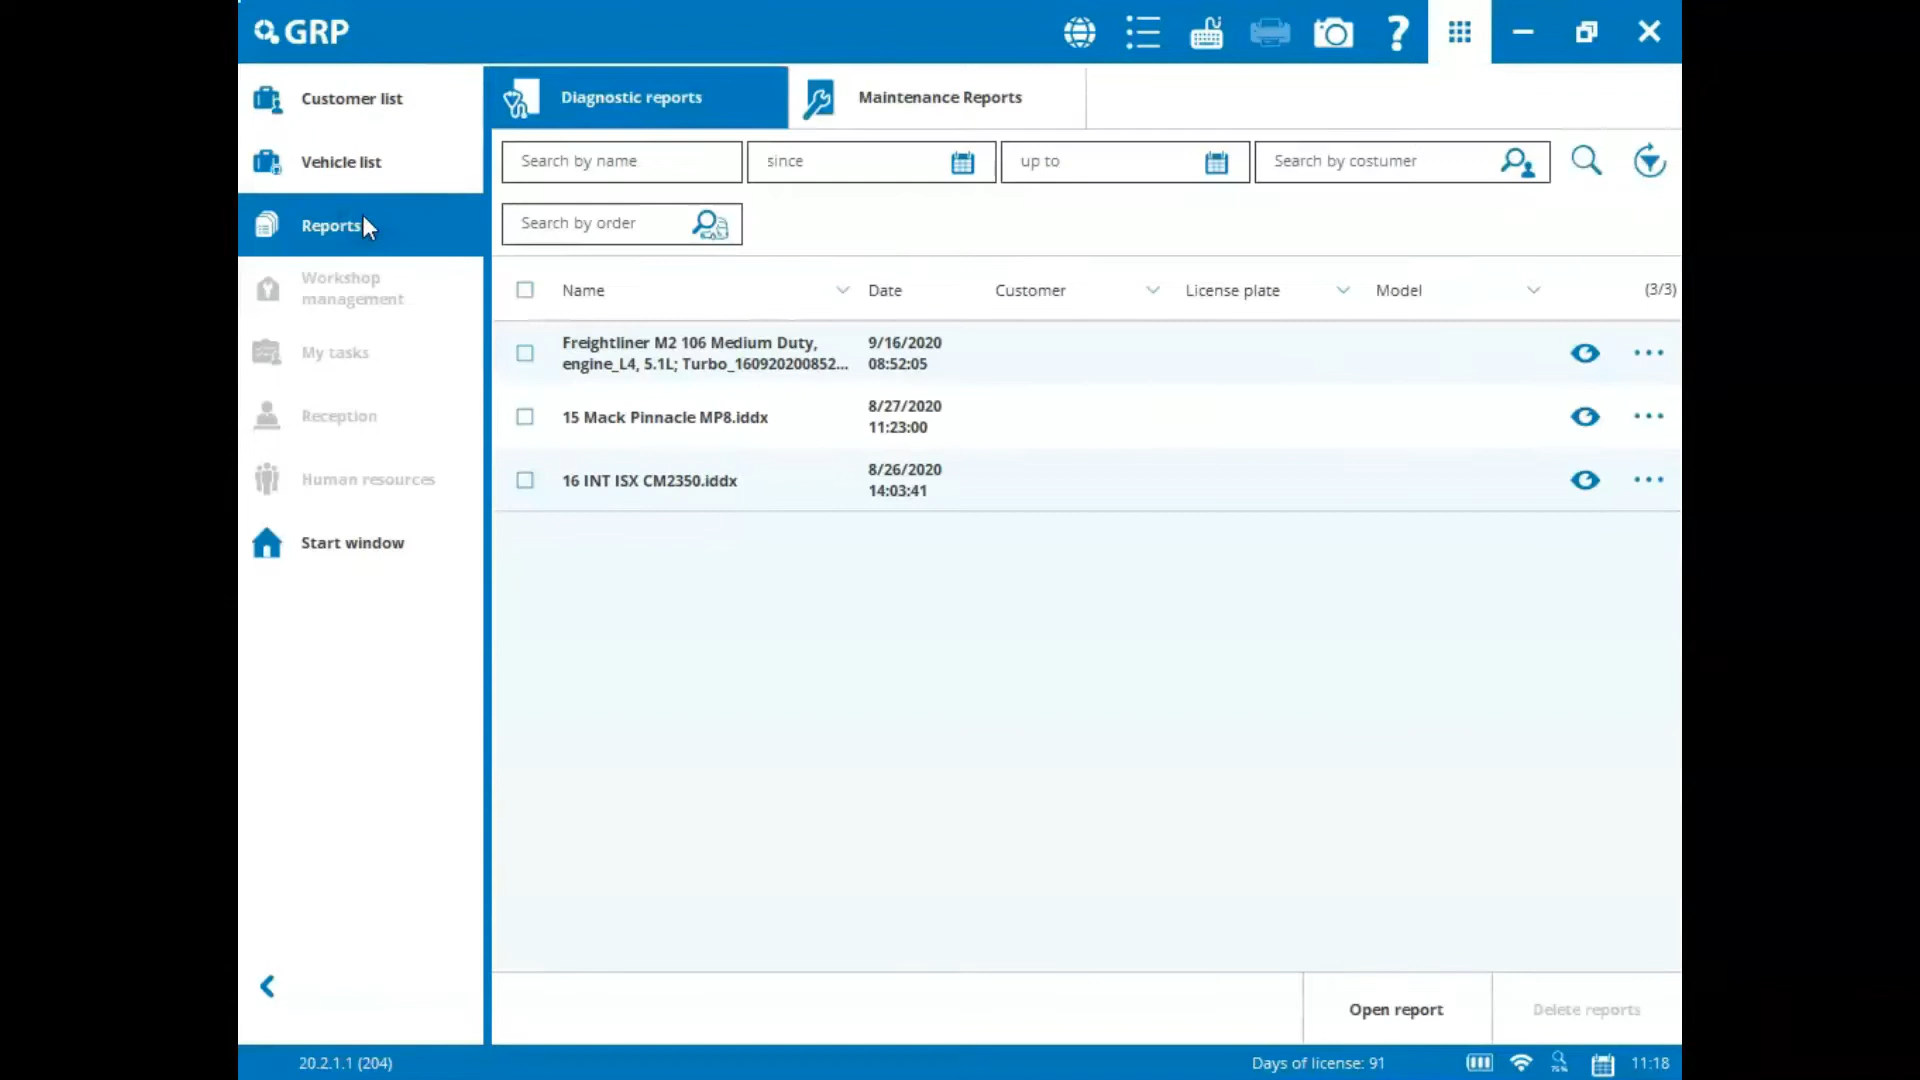 GRP
Customer list
Vehicle list
Reports
Workshop
management
My tasks
Reception
Human resources
Start window
Diagnostic reports
Maintenance Reports
Search by name
since
up to
Search by costumer
Search by order
Name
Date
Customer
License plate
Model
(3/3)
Freightliner M2 106 Medium Duty,
engine_L4, 5.1L; Turbo_160920200852...
9/16/2020
08:52:05
15 Mack Pinnacle MP8.iddx
8/27/2020
11:23:00
16 INT ISX CM2350.iddx
8/26/2020
14:03:41
Open report
Delete reports
20.2.1.1 (204)
Days of license: 91
75%
11:18